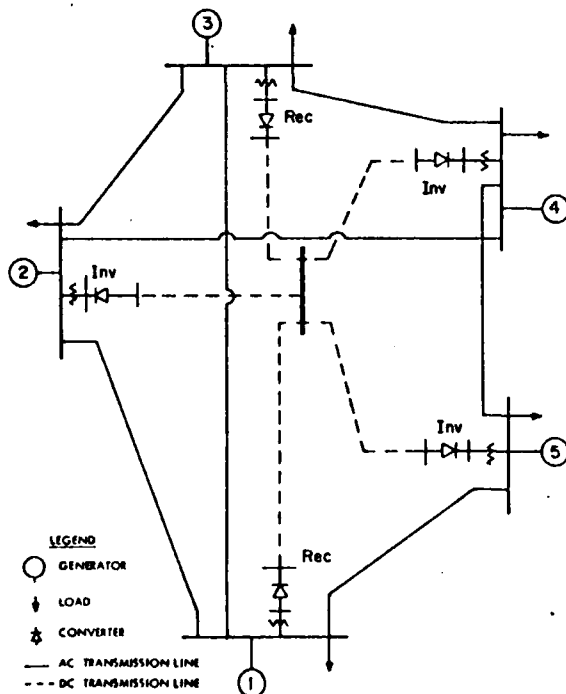 3
Rec
Inv
4
2
Inv
Inv
5
Rec
LEGEND
GENERATOR
LOAD
CONVERTER
AC TRANSMISSION LINE
DC TRANSMISSION LINE
1